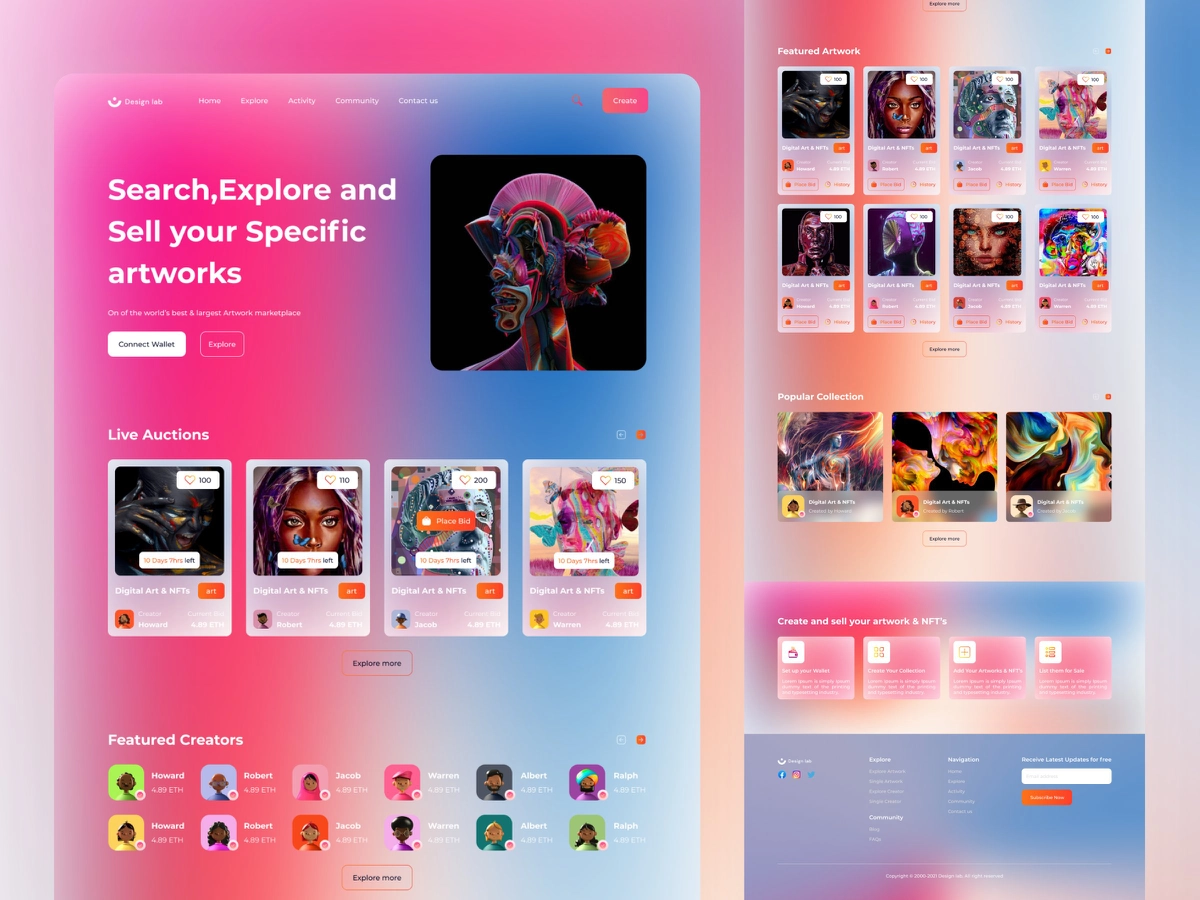 Design lab
Home Explore Activity Community Contact us
Create
Search,Explore and
Sell your Specific
artworks
On of the world's best & largest Artwork marketplace
Connect Wallet Explore
Live Auctions
100 110 200 150
Place Bid
10 Days 7hrs left 10 Days 7hrs left 10 Days 7hrs left 10 Days 7hrs left
Digital Art & NFTs art Digital Art & NFTs art Digital Art & NFTs art Digital Art & NFTs art
Creator Current Bid Creator Current Bid Creator Current Bid Creator Current Bid
Howard 4.89 ETH Robert 4.89 ETH Jacob 4.89 ETH Warren 4.89 ETH
Explore more
Featured Creators
Howard Robert Jacob Warren Albert Ralph
4.89 ETH 4.89 ETH 4.89 ETH 4.89 ETH 4.89 ETH 4.89 ETH
Howard Robert Jacob Warren Albert Ralph
4.89 ETH 4.89 ETH 4.89 ETH 4.89 ETH 4.89 ETH 4.89 ETH
Explore more
Explore more
Featured Artwork
100 100 100 100
Digital Art & NFTs art Digital Art & NFTs art Digital Art & NFTs art Digital Art & NFTs art
Creator Current Bid Creator Current Bid Creator Current Bid Creator Current Bid
Howard 4.89 ETH Robert 4.89 ETH Jacob 4.89 ETH Warren 4.89 ETH
Place Bid History Place Bid History Place Bid History Place Bid History
100 100 100 100
Digital Art & NFTs art Digital Art & NFTs art Digital Art & NFTs art Digital Art & NFTs art
Creator Current Bid Creator Current Bid Creator Current Bid Creator Current Bid
Howard 4.89 ETH Robert 4.89 ETH Jacob 4.89 ETH Warren 4.89 ETH
Place Bid History Place Bid History Place Bid History Place Bid History
Explore more
Popular Collection
Digital Art & NFTs Digital Art & NFTs Digital Art & NFTs
Created by Howard Created by Robert Created by Jacob
Explore more
Create and sell your artwork & NFT's
Set up your Wallet Create Your Collection Add Your Artworks & NFT's List them for Sale
Lorem Ipsum is simply Ipsum Lorem Ipsum is simply Ipsum Lorem Ipsum is simply Ipsum Lorem Ipsum is simply Ipsum
dummy text of the printing dummy text of the printing dummy text of the printing dummy text of the printing
and typesetting industry. and typesetting industry. and typesetting industry. and typesetting industry.
Design lab
Explore
Explore Artwork
Single Artwork
Explore Creator
Single Creator
Community
Blog
FAQs
Navigation
Home
Explore
Activity
Community
Contact us
Receive Latest Updates for free
Subscribe Now
Copyright © 2000-2021 Design lab. All right reserved